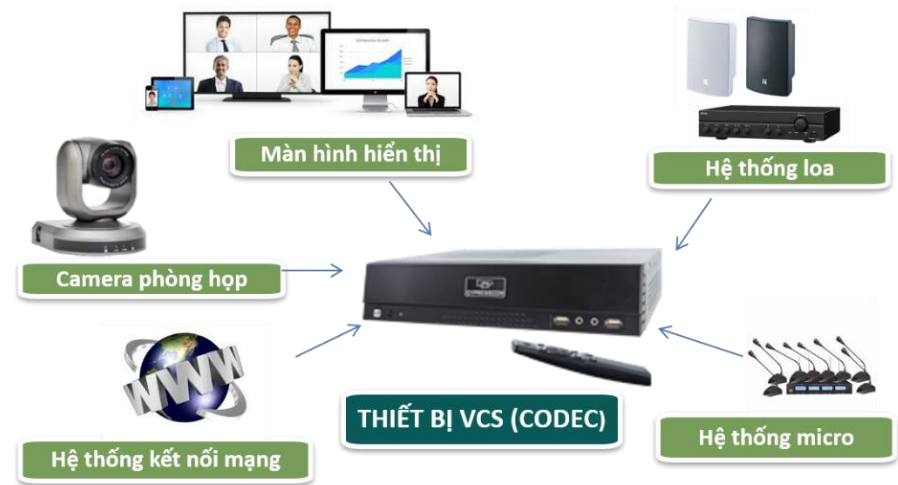 Màn hình hiển thị
Hệ thống loa
Camera phòng họp
WWW
THIẾT BỊ VCS (CODEC)
Hệ thống micro
Hệ thống kết nối mạng